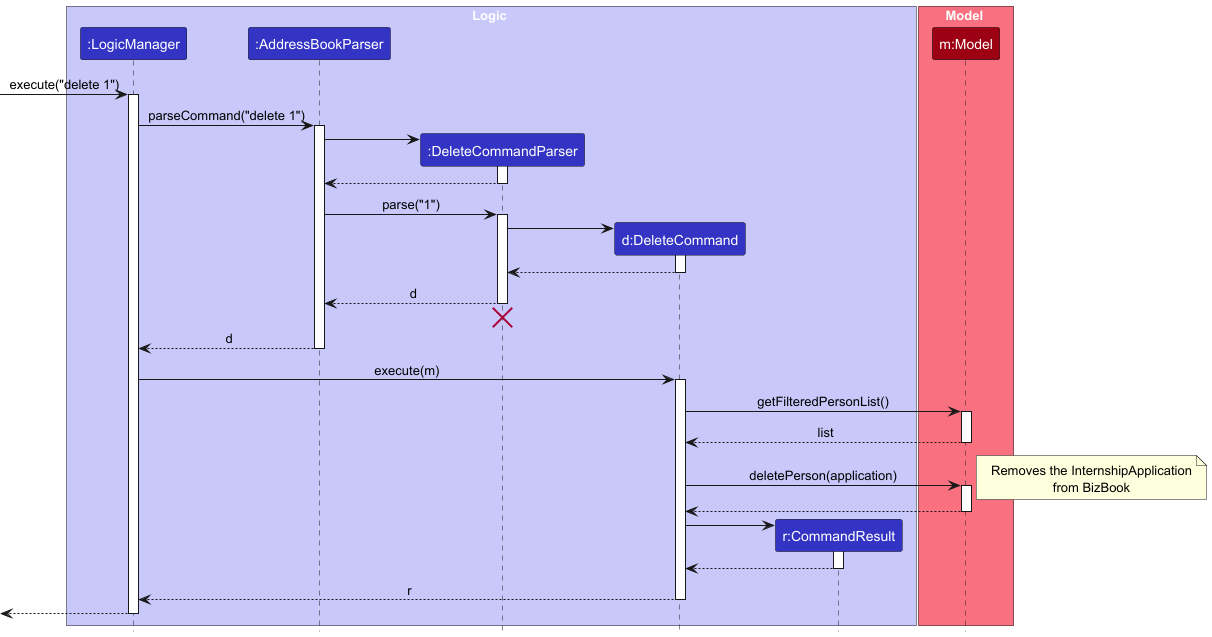 Logic
Model
:LogicManager
:AddressBookParser
m:Model
execute("delete 1")
parseCommand("delete 1")
:DeleteCommandParser
parse("1")
d:DeleteCommand
d
d
execute(m)
getFilteredPersonList()
list
Removes the InternshipApplication
from BizBook
deletePerson(application)
r:CommandResult
r